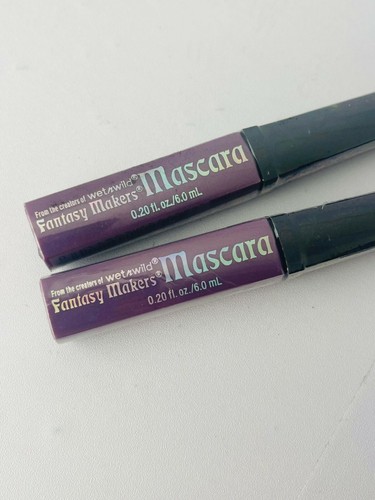 From the creators of wet n wild®
Fantasy Makers® Mascara
0.20 fl. oz./6.0 mL
From the creators of wet n wild®
Fantasy Makers® Mascara
0.20 fl. oz./6.0 mL